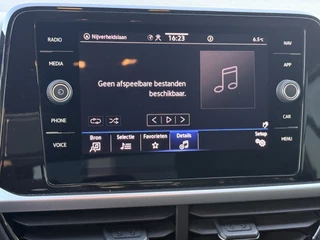 RADIO
Nijverheidslaan
16:23
6.5°C
NAV
MEDIA
APP
Geen afspeelbare bestanden
beschikbaar.
PHONE
CAR
VOICE
MENU
Bron
Selectie
Favorieten
Details
Setup